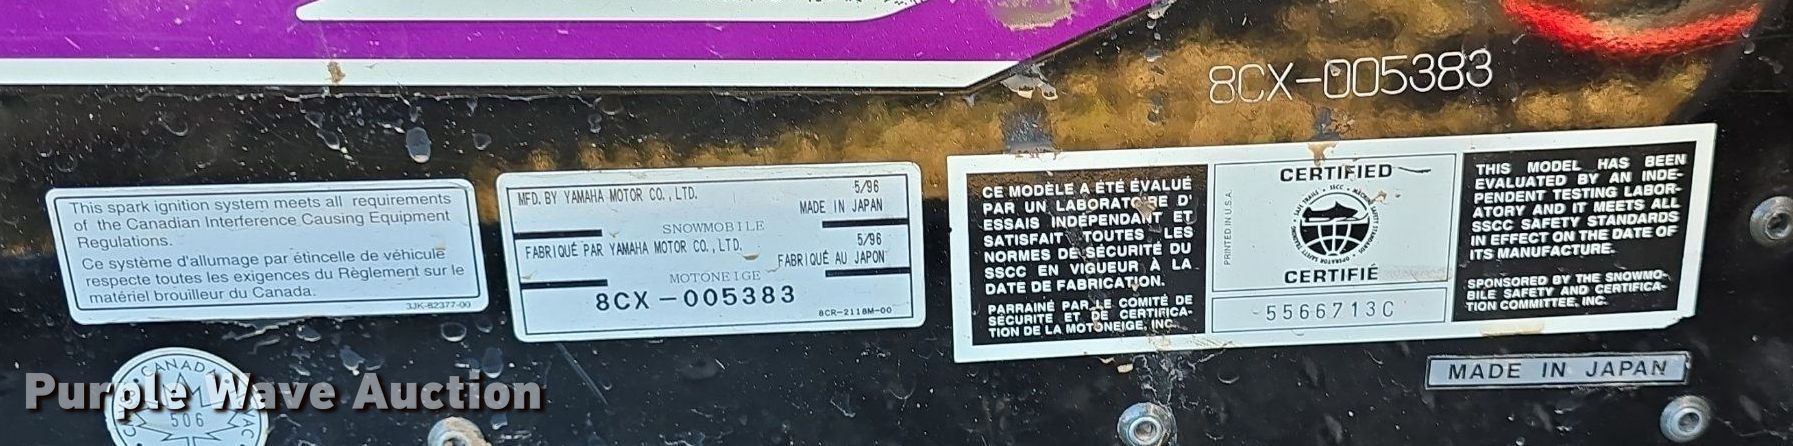 8CX-005383
This spark ignition system meets all requirements
of the Canadian Interference Causing Equipment
Regulations.
Ce système d'allumage par étincelle de véhicule
respecte toutes les exigences du Règlement sur le
matériel brouilleur du Canada.
3JK-82377-00
MFD. BY YAMAHA MOTOR CO., LTD. 5/96
MADE IN JAPAN
SNOWMOBILE
FABRIQUÉ PAR YAMAHA MOTOR CO., LTD. 5/96
FABRIQUÉ AU JAPON
MOTONEIGE
8CX-005383
8CR-2118M-00
CE MODÈLE A ÉTÉ ÉVALUÉ
PAR UN LABORATOIRE D'
ESSAIS INDÉPENDANT ET
SATISFAIT TOUTES LES
NORMES DE SÉCURITÉ DU
SSCC EN VIGUEUR À LA
DATE DE FABRICATION.
PARRAINÉ PAR LE COMITÉ DE
SÉCURITÉ ET DE CERTIFICA-
TION DE LA MOTONEIGE, INC.
PRINTED IN U.S.A.
CERTIFIED
SSCC
CERTIFIÉ
5566713C
THIS MODEL HAS BEEN
EVALUATED BY AN INDE-
PENDENT TESTING LABOR-
ATORY AND IT MEETS ALL
SSCC SAFETY STANDARDS
IN EFFECT ON THE DATE OF
ITS MANUFACTURE.
SPONSORED BY THE SNOWMO-
BILE SAFETY AND CERTIFICA-
TION COMMITTEE, INC.
MADE IN JAPAN
CANADA
506
Purple Wave Auction